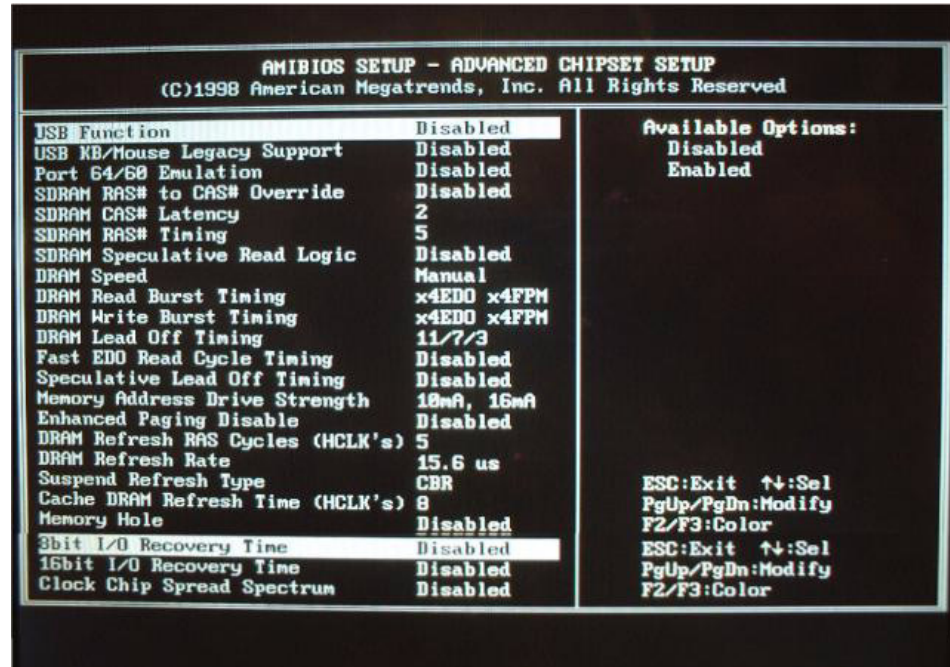 AMIBIOS SETUP - ADVANCED CHIPSET SETUP
(C)1998 American Megatrends, Inc. All Rights Reserved
USB Function Disabled
USB KB/Mouse Legacy Support Disabled
Port 64/60 Emulation Disabled
SDRAM RAS# to CAS# Override Disabled
SDRAM CAS# Latency 2
SDRAM RAS# Timing 5
SDRAM Speculative Read Logic Disabled
DRAM Speed Manual
DRAM Read Burst Timing x4EDO x4FPM
DRAM Write Burst Timing x4EDO x4FPM
DRAM Lead Off Timing 11/7/3
Fast EDO Read Cycle Timing Disabled
Speculative Lead Off Timing Disabled
Memory Address Drive Strength 10mA, 16mA
Enhanced Paging Disable Disabled
DRAM Refresh RAS Cycles (HCLK's) 5
DRAM Refresh Rate 15.6 us
Suspend Refresh Type CBR
Cache DRAM Refresh Time (HCLK's) 8
Memory Hole Disabled
8bit I/O Recovery Time Disabled
16bit I/O Recovery Time Disabled
Clock Chip Spread Spectrum Disabled
Available Options:
Disabled
Enabled
ESC:Exit ↑↓:Sel
PgUp/PgDn:Modify
F2/F3:Color
ESC:Exit ↑↓:Sel
PgUp/PgDn:Modify
F2/F3:Color